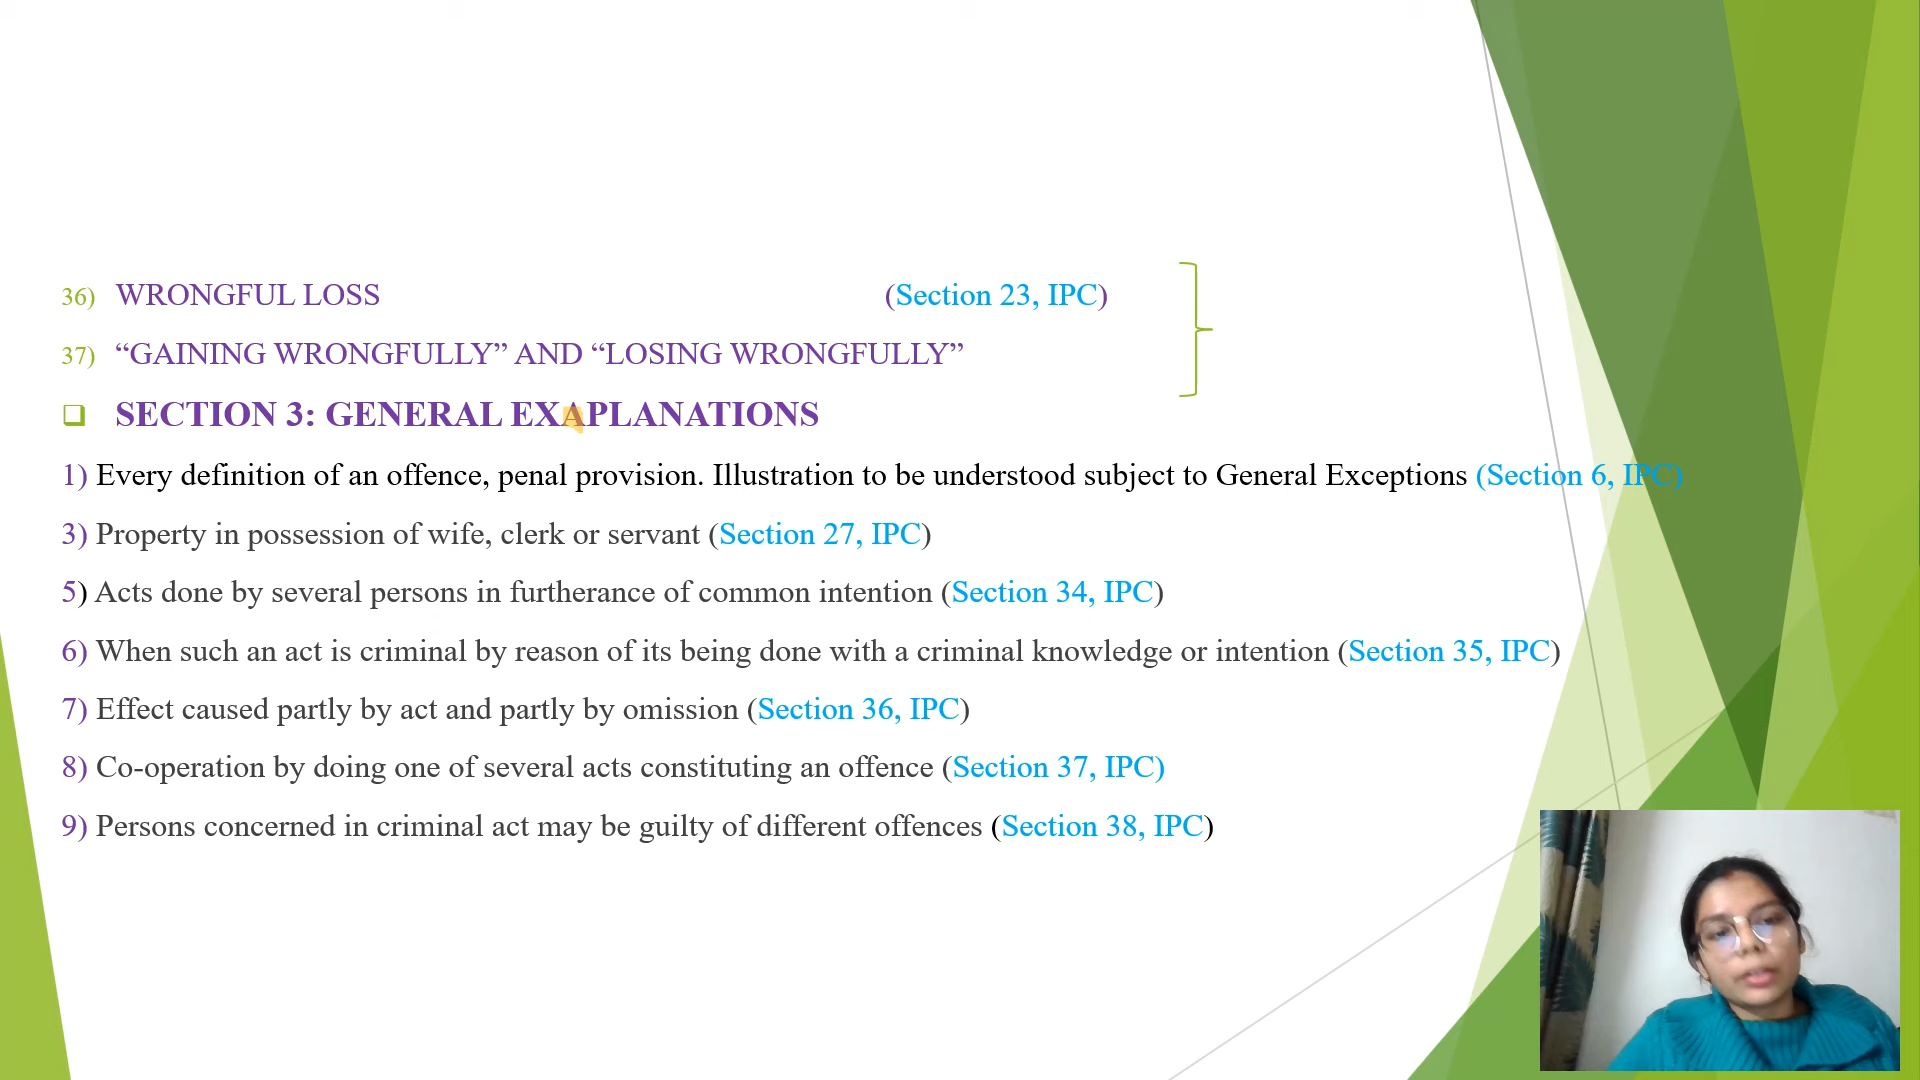 36) WRONGFUL LOSS (Section 23, IPC)
37) “GAINING WRONGFULLY” AND “LOSING WRONGFULLY”
❑ SECTION 3: GENERAL EXAPLANATIONS
1) Every definition of an offence, penal provision. Illustration to be understood subject to General Exceptions (Section 6, IPC)
3) Property in possession of wife, clerk or servant (Section 27, IPC)
5) Acts done by several persons in furtherance of common intention (Section 34, IPC)
6) When such an act is criminal by reason of its being done with a criminal knowledge or intention (Section 35, IPC)
7) Effect caused partly by act and partly by omission (Section 36, IPC)
8) Co-operation by doing one of several acts constituting an offence (Section 37, IPC)
9) Persons concerned in criminal act may be guilty of different offences (Section 38, IPC)